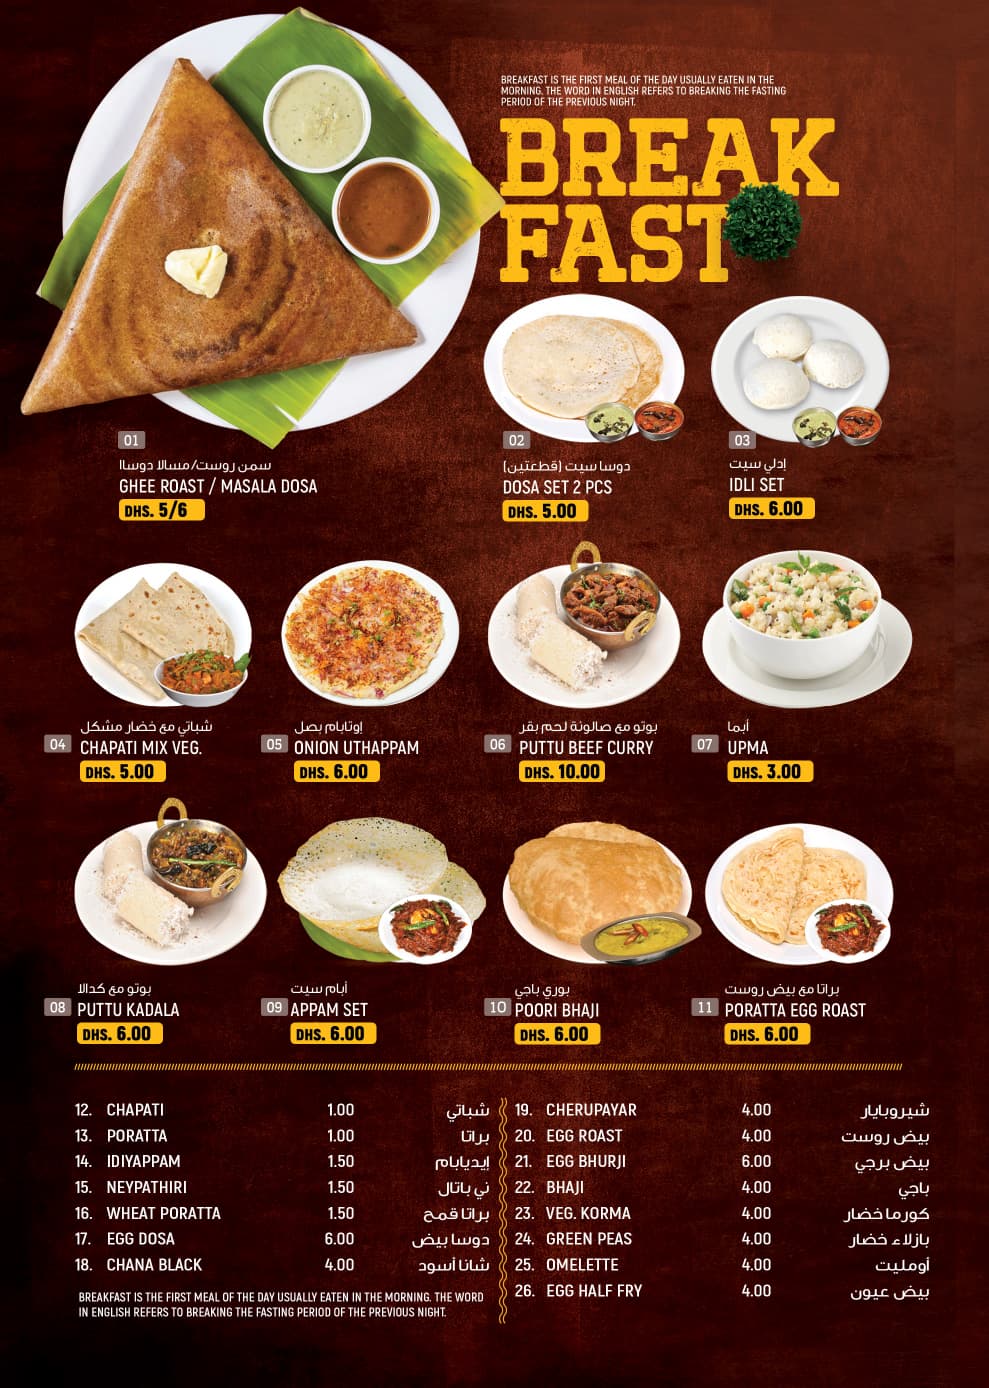 BREAKFAST IS THE FIRST MEAL OF THE DAY USUALLY EATEN IN THE
MORNING. THE WORD IN ENGLISH REFERS TO BREAKING THE FASTING
PERIOD OF THE PREVIOUS NIGHT.
BREAK
FAST
01
سمن روست/مسالا دوساا
GHEE ROAST / MASALA DOSA
DHS. 5/6
02
دوسا سيت (قطعتين)
DOSA SET 2 PCS
DHS. 5.00
03
إدلي سيت
IDLI SET
DHS. 6.00
04
شباتي مع خضار مشكل
CHAPATI MIX VEG.
DHS. 5.00
05
إوتابام بصل
ONION UTHAPPAM
DHS. 6.00
06
بوتو مع صالونة لحم بقر
PUTTU BEEF CURRY
DHS. 10.00
07
أبما
UPMA
DHS. 3.00
08
بوتو مع كدالا
PUTTU KADALA
DHS. 6.00
09
أبام سيت
APPAM SET
DHS. 6.00
10
بوري باجي
POORI BHAJI
DHS. 6.00
11
براتا مع بيض روست
PORATTA EGG ROAST
DHS. 6.00
12. CHAPATI 1.00 شباتي
13. PORATTA 1.00 براتا
14. IDIYAPPAM 1.50 إيديابام
15. NEYPATHIRI 1.50 ني باتال
16. WHEAT PORATTA 1.50 براتا قمح
17. EGG DOSA 6.00 دوسا بيض
18. CHANA BLACK 4.00 شانا أسود
BREAKFAST IS THE FIRST MEAL OF THE DAY USUALLY EATEN IN THE MORNING. THE WORD
IN ENGLISH REFERS TO BREAKING THE FASTING PERIOD OF THE PREVIOUS NIGHT.
19. CHERUPAYAR 4.00 شيروبايار
20. EGG ROAST 4.00 بيض روست
21. EGG BHURJI 6.00 بيض برجي
22. BHAJI 4.00 باجي
23. VEG. KORMA 4.00 كورما خضار
24. GREEN PEAS 4.00 بازلاء خضار
25. OMELETTE 4.00 أومليت
26. EGG HALF FRY 4.00 بيض عيون